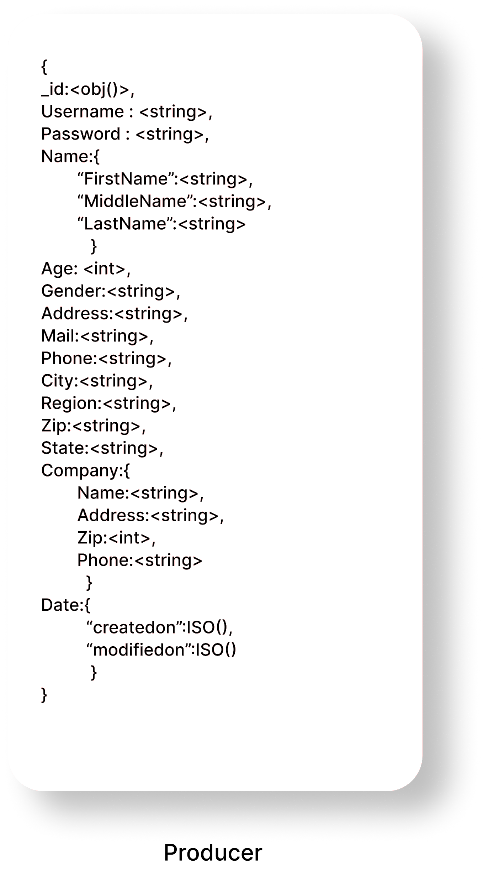 {
_id:<obj()>,
Username : <string>,
Password : <string>,
Name:{
“FirstName”:<string>,
“MiddleName”:<string>,
“LastName”:<string>
}
Age: <int>,
Gender:<string>,
Address:<string>,
Mail:<string>,
Phone:<string>,
City:<string>,
Region:<string>,
Zip:<string>,
State:<string>,
Company:{
Name:<string>,
Address:<string>,
Zip:<int>,
Phone:<string>
}
Date:{
“createdon”:ISO(),
“modifiedon”:ISO()
}
}
Producer